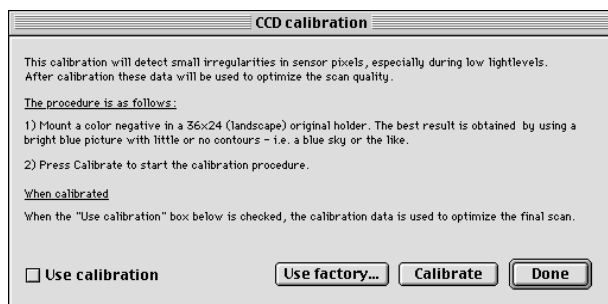 CCD calibration
This calibration will detect small irregularities in sensor pixels, especially during low lightlevels.
After calibration these data will be used to optimize the scan quality.
The procedure is as follows:
1) Mount a color negative in a 36x24 (landscape) original holder. The best result is obtained by using a
bright blue picture with little or no contours - i.e. a blue sky or the like.
2) Press Calibrate to start the calibration procedure.
When calibrated
When the "Use calibration" box below is checked, the calibration data is used to optimize the final scan.
Use calibration
Use factory... Calibrate Done